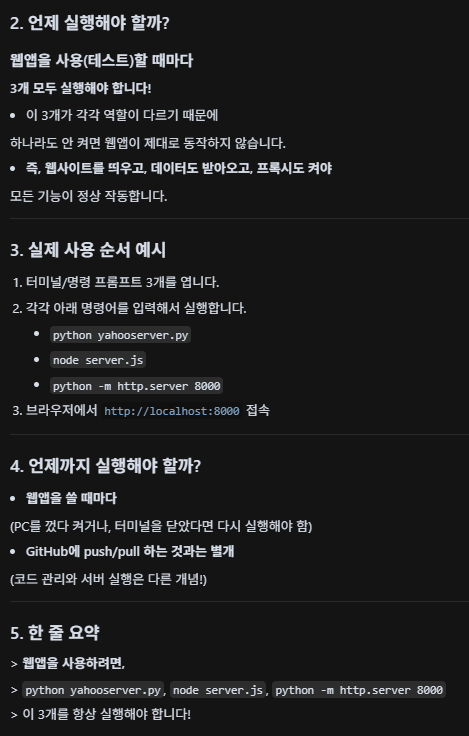 2. 언제 실행해야 할까?
웹앱을 사용(테스트)할 때마다
3개 모두 실행해야 합니다!
• 이 3개가 각각 역할이 다르기 때문에
하나라도 안 켜면 웹앱이 제대로 동작하지 않습니다.
• 즉, 웹사이트를 띄우고, 데이터도 받아오고, 프록시도 켜야
모든 기능이 정상 작동합니다.
3. 실제 사용 순서 예시
1. 터미널/명령 프롬프트 3개를 엽니다.
2. 각각 아래 명령어를 입력해서 실행합니다.
• python yahooserver.py
• node server.js
• python -m http.server 8000
3. 브라우저에서 http://localhost:8000 접속
4. 언제까지 실행해야 할까?
• 웹앱을 쓸 때마다
(PC를 껐다 켜거나, 터미널을 닫았다면 다시 실행해야 함)
• GitHub에 push/pull 하는 것과는 별개
(코드 관리와 서버 실행은 다른 개념!)
5. 한 줄 요약
> 웹앱을 사용하려면,
> python yahooserver.py, node server.js, python -m http.server 8000
> 이 3개를 항상 실행해야 합니다!